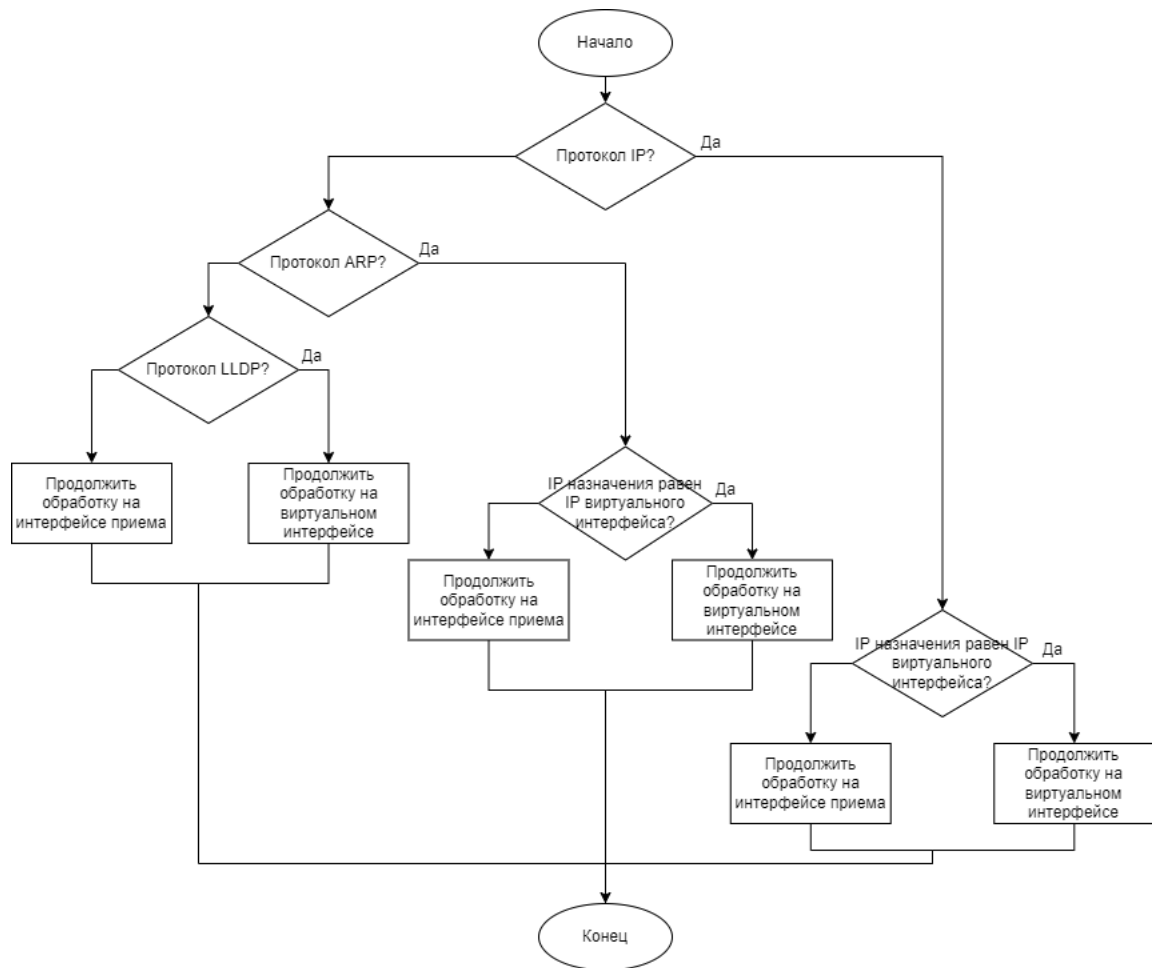 Начало
Протокол IP?
Да
Протокол ARP?
Да
Протокол LLDP?
Да
Продолжить
обработку на
интерфейсе приема
Продолжить
обработку на
виртуальном
интерфейсе
IP назначения равен
IP виртуального
интерфейса?
Да
Продолжить
обработку на
интерфейсе приема
Продолжить
обработку на
виртуальном
интерфейсе
IP назначения равен IP
виртуального
интерфейса?
Да
Продолжить
обработку на
интерфейсе приема
Продолжить
обработку на
виртуальном
интерфейсе
Конец